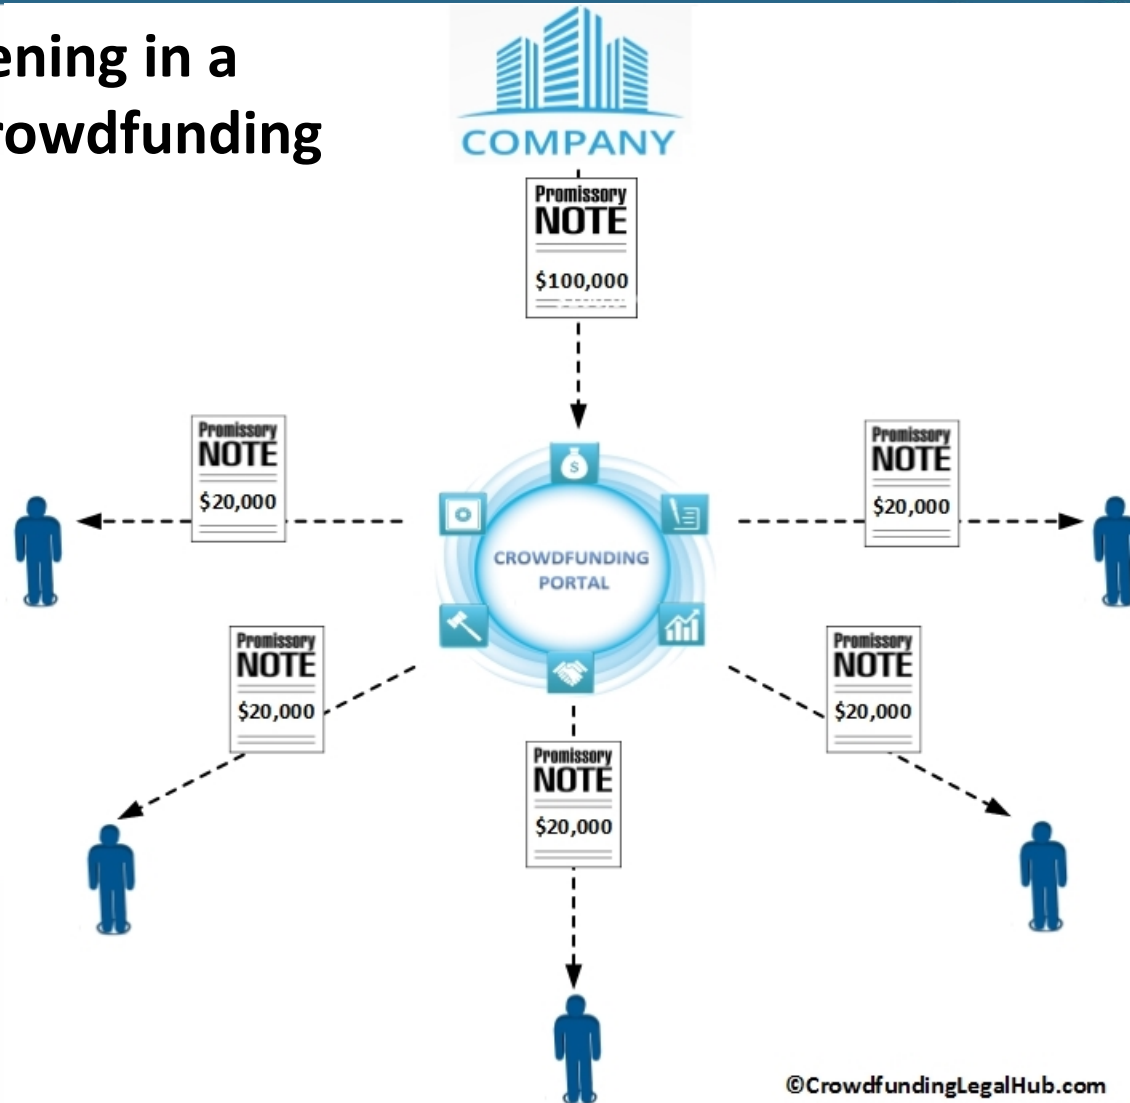 ening in a
rowdfunding
COMPANY
Promissory
NOTE
$100,000
Promissory
NOTE
$20,000
Promissory
NOTE
$20,000
CROWDFUNDING
PORTAL
Promissory
NOTE
$20,000
Promissory
NOTE
$20,000
Promissory
NOTE
$20,000
©CrowdfundingLegalHub.com